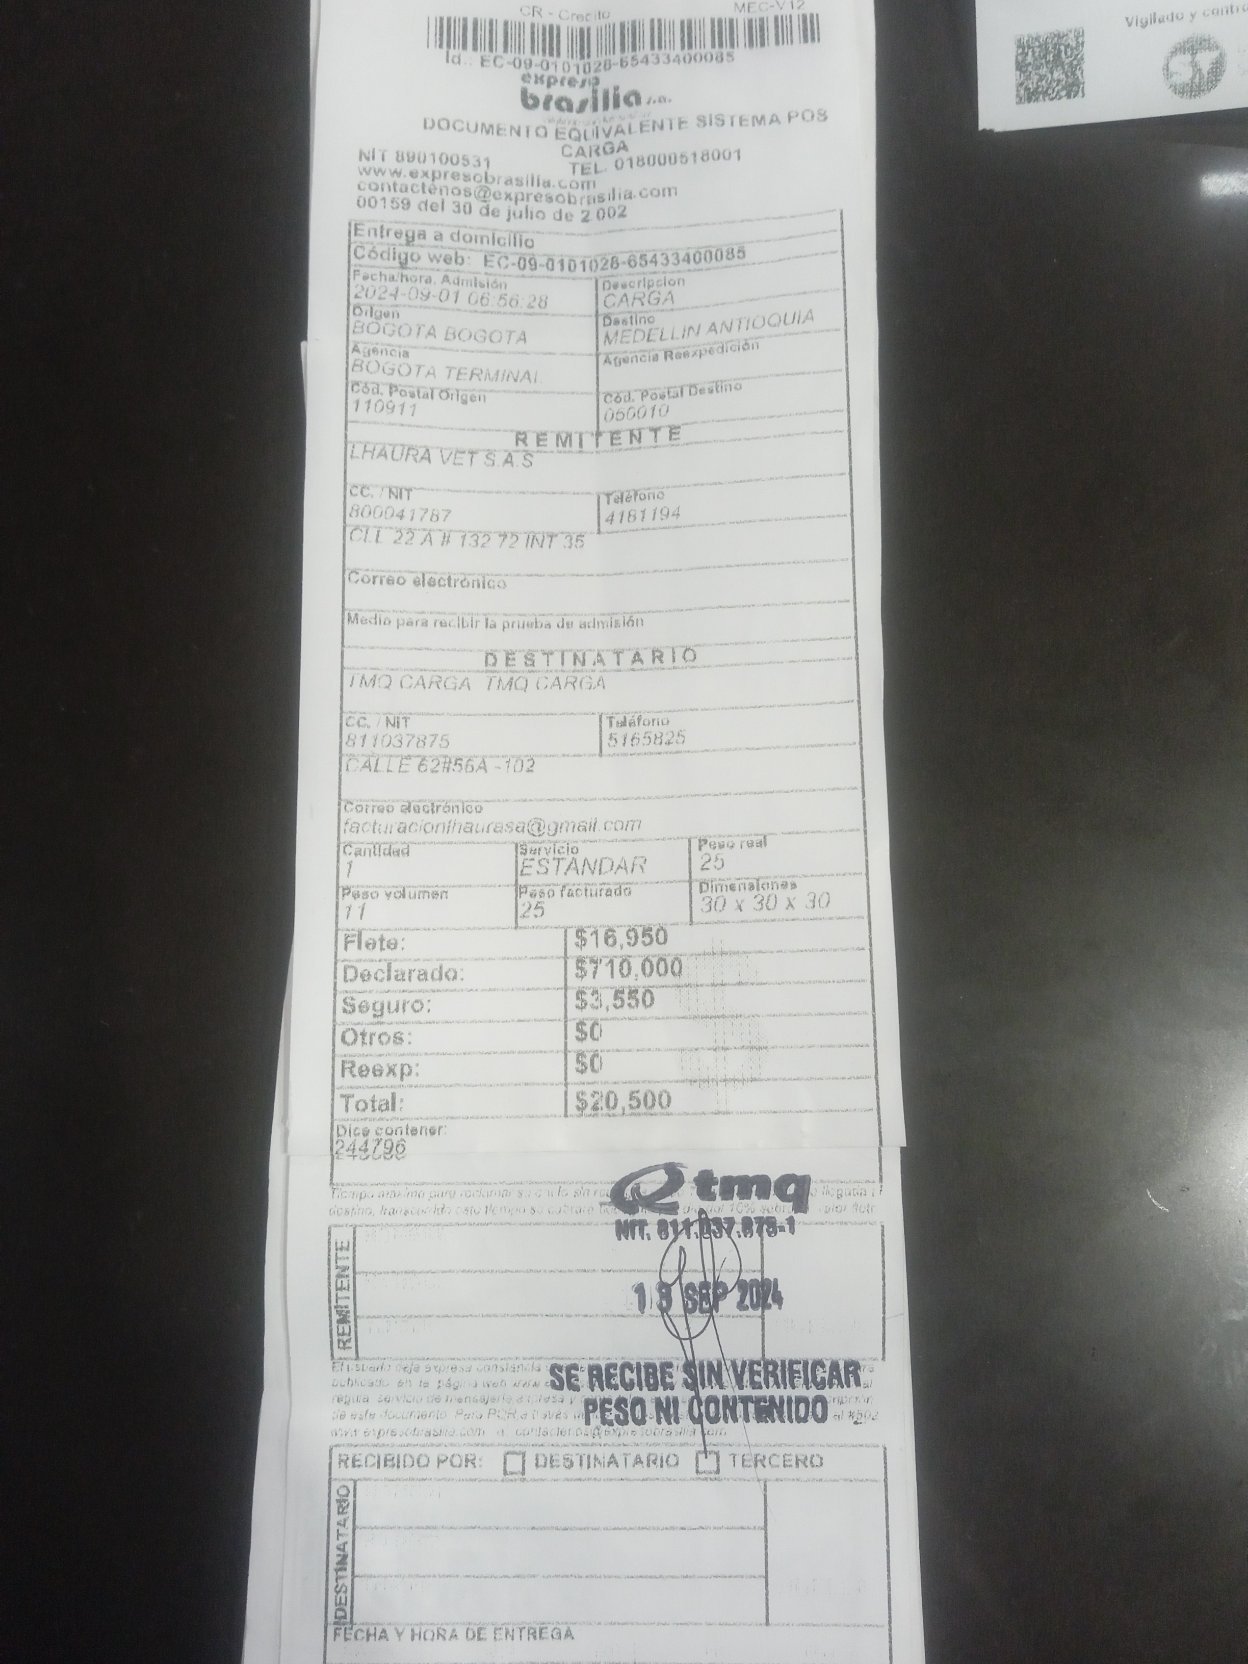 CR - Crecito
MEC-V12
Id.: EC-09-0101028-65433400085
expreso
brasilia s.a.
DOCUMENTO EQUIVALENTE SISTEMA POS
CARGA
NIT 890100531
TEL. 018000518001
www.expresobrasilia.com
contactenos@expresobrasilia.com
00159 del 30 de julio de 2.002
Entrega a domicilio
Código web: EC-09-0101028-65433400085
Fecha/hora. Admisión
Descripcion
2024-09-01 06:56:28
CARGA
Origen
Destino
BOGOTA BOGOTA
MEDELLIN ANTIOQUIA
Agencia
Agencia Reexpedición
BOGOTA TERMINAL
Cód. Postal Origen
Cód. Postal Destino
110911
050010
REMITENTE
LHAURA VET S.A.S
CC. / NIT
Teléfono
800041787
4181194
CLL 22 A # 132 72 INT 35
Correo electrónico
Medio para recibir la prueba de admisión
DESTINATARIO
TMQ CARGA TMQ CARGA
CC. / NIT
Teléfono
811037875
5165825
CALLE 62#56A -102
Correo electrónico
facturacionlhaurasa@gmail.com
Cantidad
Servicio
Peso real
1
ESTANDAR
25
Peso volumen
Peso facturado
Dimensiones
11
25
30 x 30 x 30
Flete: $16,950
Declarado: $710,000
Seguro: $3,550
Otros: $0
Reexp: $0
Total: $20,500
Dice contener:
244796
tmq
NIT. 811.037.875-1
REMITENTE
SEP 2024
SE RECIBE SIN VERIFICAR
PESO NI CONTENIDO
RECIBIDO POR: DESTINATARIO TERCERO
DESTINATARIO
FECHA Y HORA DE ENTREGA
Vigilado y